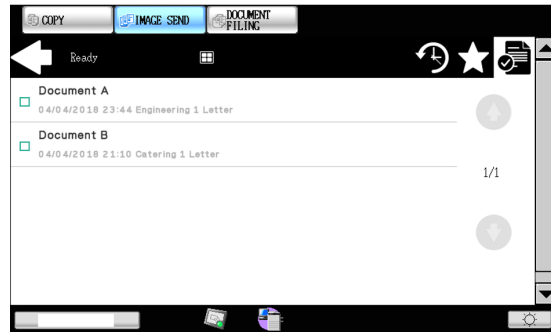 COPY
IMAGE SEND
DOCUMENT
FILING
Ready
Document A
04/04/2018 23:44 Engineering 1 Letter
Document B
04/04/2018 21:10 Catering 1 Letter
1/1